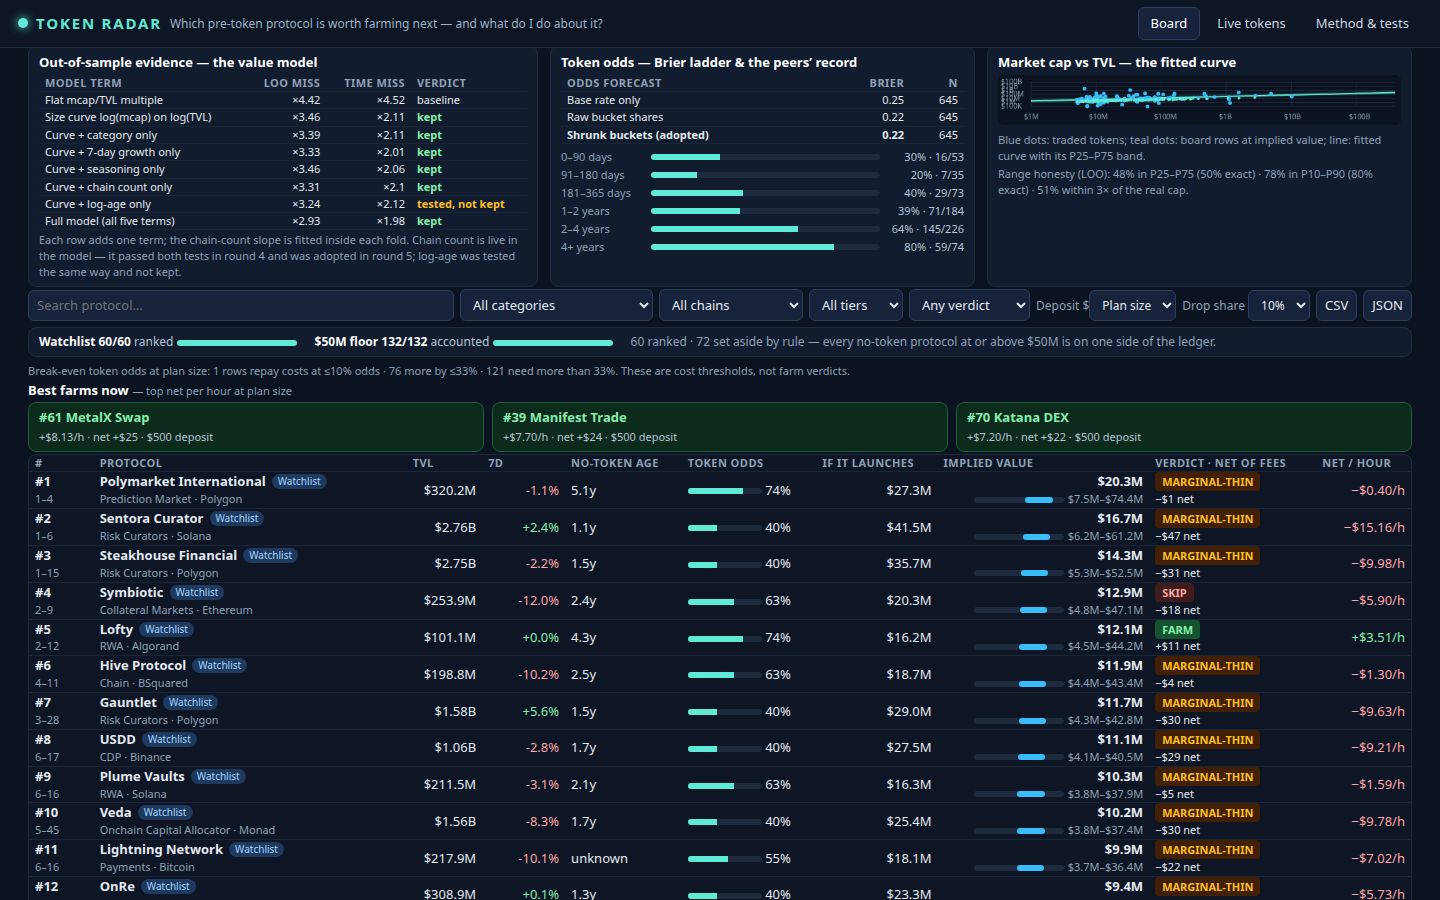 TOKEN RADAR Which pre-token protocol is worth farming next — and what do I do about it? Board Live tokens Method & tests
Out-of-sample evidence — the value model
MODEL TERM LOO MISS TIME MISS VERDICT
Flat mcap/TVL multiple ×4.42 ×4.52 baseline
Size curve log(mcap) on log(TVL) ×3.46 ×2.11 kept
Curve + category only ×3.39 ×2.11 kept
Curve + 7-day growth only ×3.33 ×2.01 kept
Curve + seasoning only ×3.46 ×2.06 kept
Curve + chain count only ×3.31 ×2.1 kept
Curve + log-age only ×3.24 ×2.12 tested, not kept
Full model (all five terms) ×2.93 ×1.98 kept
Each row adds one term; the chain-count slope is fitted inside each fold. Chain count is live in
the model — it passed both tests in round 4 and was adopted in round 5; log-age was tested
the same way and not kept.
Token odds — Brier ladder & the peers’ record
ODDS FORECAST BRIER N
Base rate only 0.25 645
Raw bucket shares 0.22 645
Shrunk buckets (adopted) 0.22 645
0–90 days 30% · 16/53
91–180 days 20% · 7/35
181–365 days 40% · 29/73
1–2 years 39% · 71/184
2–4 years 64% · 145/226
4+ years 80% · 59/74
Market cap vs TVL — the fitted curve
$100B
$100K
$1M $10M $100M $1B $10B $100B
Blue dots: traded tokens; teal dots: board rows at implied value; line: fitted
curve with its P25–P75 band.
Range honesty (LOO): 48% in P25–P75 (50% exact) · 78% in P10–P90 (80%
exact) · 51% within 3× of the real cap.
Search protocol... All categories All chains All tiers Any verdict Deposit $ Plan size Drop share 10% CSV JSON
Watchlist 60/60 ranked $50M floor 132/132 accounted 60 ranked · 72 set aside by rule — every no-token protocol at or above $50M is on one side of the ledger.
Break-even token odds at plan size: 1 rows repay costs at ≤10% odds · 76 more by ≤33% · 121 need more than 33%. These are cost thresholds, not farm verdicts.
Best farms now — top net per hour at plan size
#61 MetalX Swap
+$8.13/h · net +$25 · $500 deposit
#39 Manifest Trade
+$7.70/h · net +$24 · $500 deposit
#70 Katana DEX
+$7.20/h · net +$22 · $500 deposit
# PROTOCOL TVL 7D NO-TOKEN AGE TOKEN ODDS IF IT LAUNCHES IMPLIED VALUE VERDICT · NET OF FEES NET / HOUR
#1 Polymarket International Watchlist $20.3M MARGINAL-THIN
$320.2M -1.1% 5.1y 74% $27.3M −$0.40/h
1–4 Prediction Market · Polygon $7.5M–$74.4M −$1 net
#2 Sentora Curator Watchlist $16.7M MARGINAL-THIN
$2.76B +2.4% 1.1y 40% $41.5M −$15.16/h
1–6 Risk Curators · Solana $6.2M–$61.2M −$47 net
#3 Steakhouse Financial Watchlist $14.3M MARGINAL-THIN
$2.75B -2.2% 1.5y 40% $35.7M −$9.98/h
1–15 Risk Curators · Polygon $5.3M–$52.5M −$31 net
#4 Symbiotic Watchlist $12.9M SKIP
$253.9M -12.0% 2.4y 63% $20.3M −$5.90/h
2–9 Collateral Markets · Ethereum $4.8M–$47.1M −$18 net
#5 Lofty Watchlist $12.1M FARM
$101.1M +0.0% 4.3y 74% $16.2M +$3.51/h
2–12 RWA · Algorand $4.5M–$44.2M +$11 net
#6 Hive Protocol Watchlist $11.9M MARGINAL-THIN
$198.8M -10.2% 2.5y 63% $18.7M −$1.30/h
4–11 Chain · BSquared $4.4M–$43.4M −$4 net
#7 Gauntlet Watchlist $11.7M MARGINAL-THIN
$1.58B +5.6% 1.5y 40% $29.0M −$9.63/h
3–28 Risk Curators · Polygon $4.3M–$42.8M −$30 net
#8 USDD Watchlist $11.1M MARGINAL-THIN
$1.06B -2.8% 1.7y 40% $27.5M −$9.21/h
6–17 CDP · Binance $4.1M–$40.5M −$29 net
#9 Plume Vaults Watchlist $10.3M MARGINAL-THIN
$211.5M -3.1% 2.1y 63% $16.3M −$1.59/h
6–16 RWA · Solana $3.8M–$37.9M −$5 net
#10 Veda Watchlist $10.2M MARGINAL-THIN
$1.56B -8.3% 1.7y 40% $25.4M −$9.78/h
5–45 Onchain Capital Allocator · Monad $3.8M–$37.4M −$30 net
#11 Lightning Network Watchlist $9.9M MARGINAL-THIN
$217.9M -10.1% unknown 55% $18.1M −$7.02/h
6–16 Payments · Bitcoin $3.7M–$36.4M −$22 net
#12 OnRe Watchlist $9.4M MARGINAL-THIN
$308.9M +0.1% 1.3y 40% $23.3M −$5.73/h